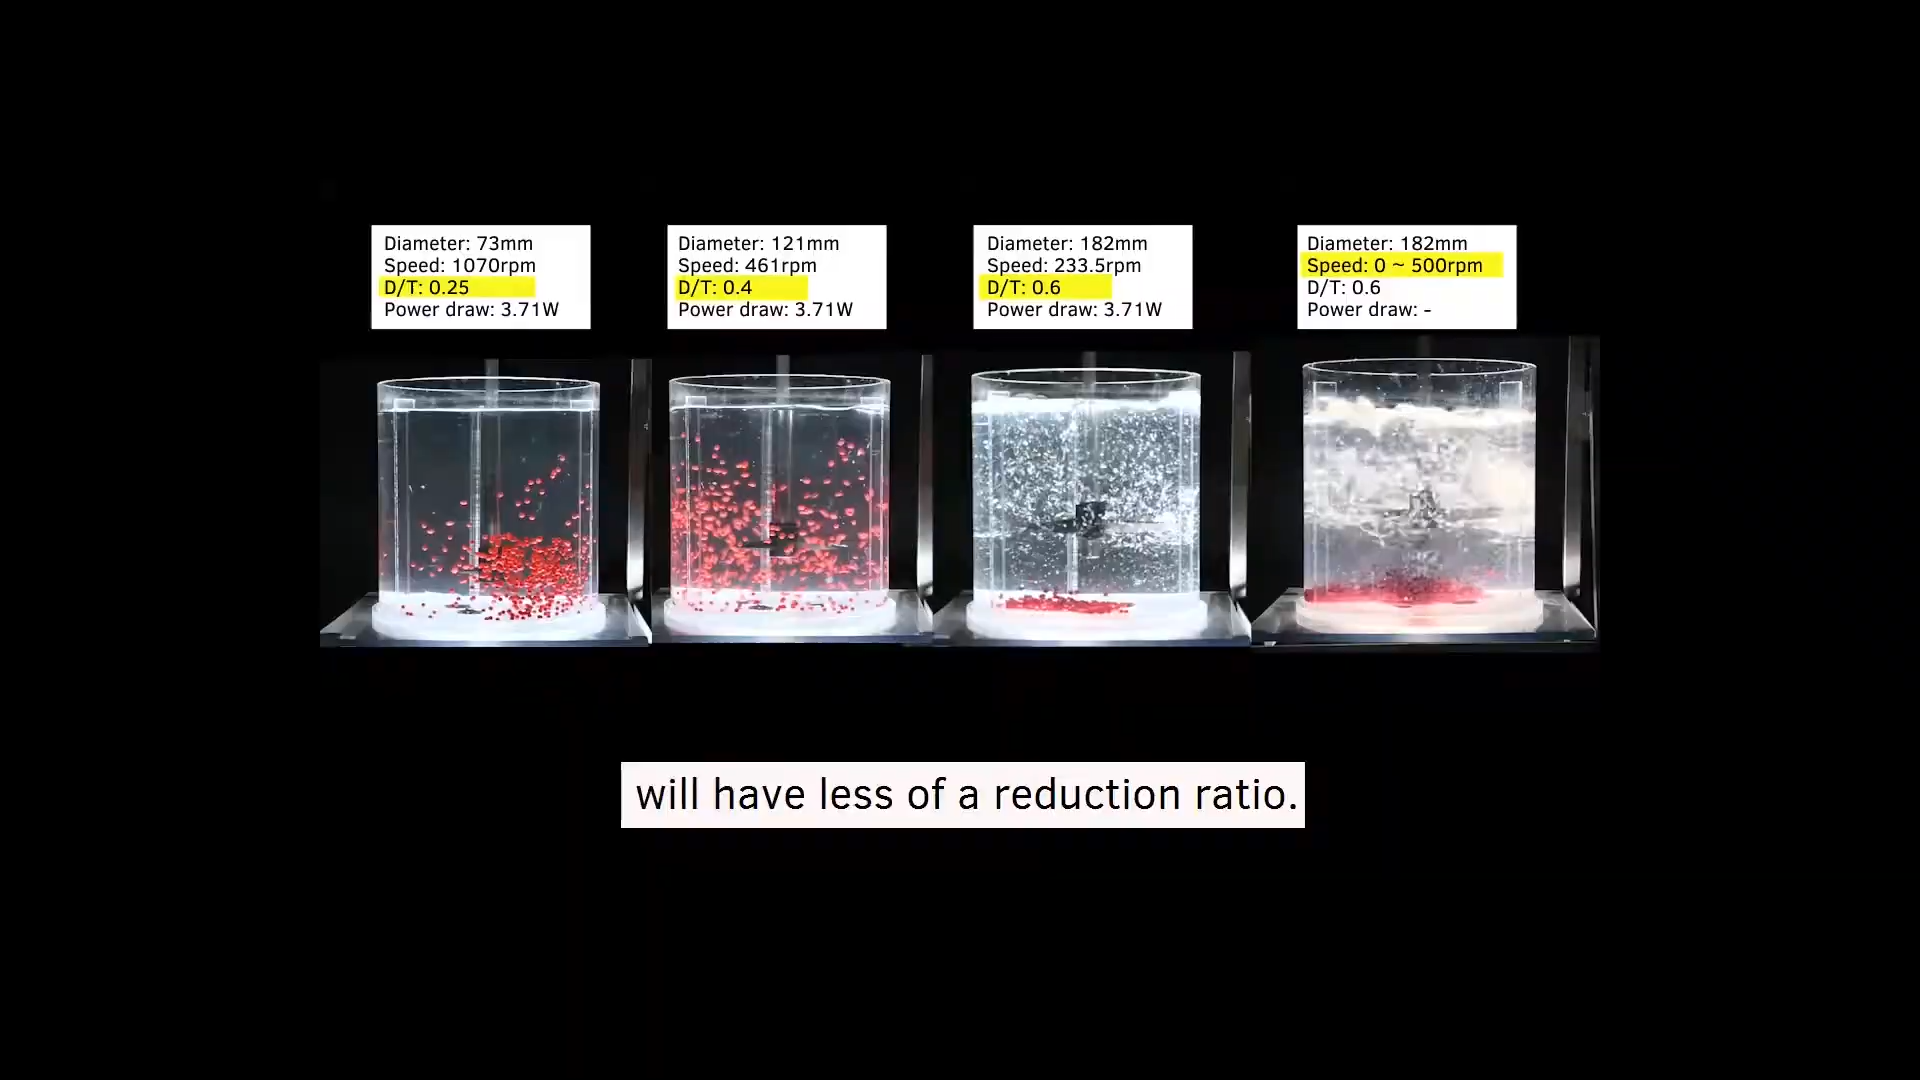 Diameter: 73mm
Speed: 1070rpm
D/T: 0.25
Power draw: 3.71W
Diameter: 121mm
Speed: 461rpm
D/T: 0.4
Power draw: 3.71W
Diameter: 182mm
Speed: 233.5rpm
D/T: 0.6
Power draw: 3.71W
Diameter: 182mm
Speed: 0 ~ 500rpm
D/T: 0.6
Power draw: -
will have less of a reduction ratio.